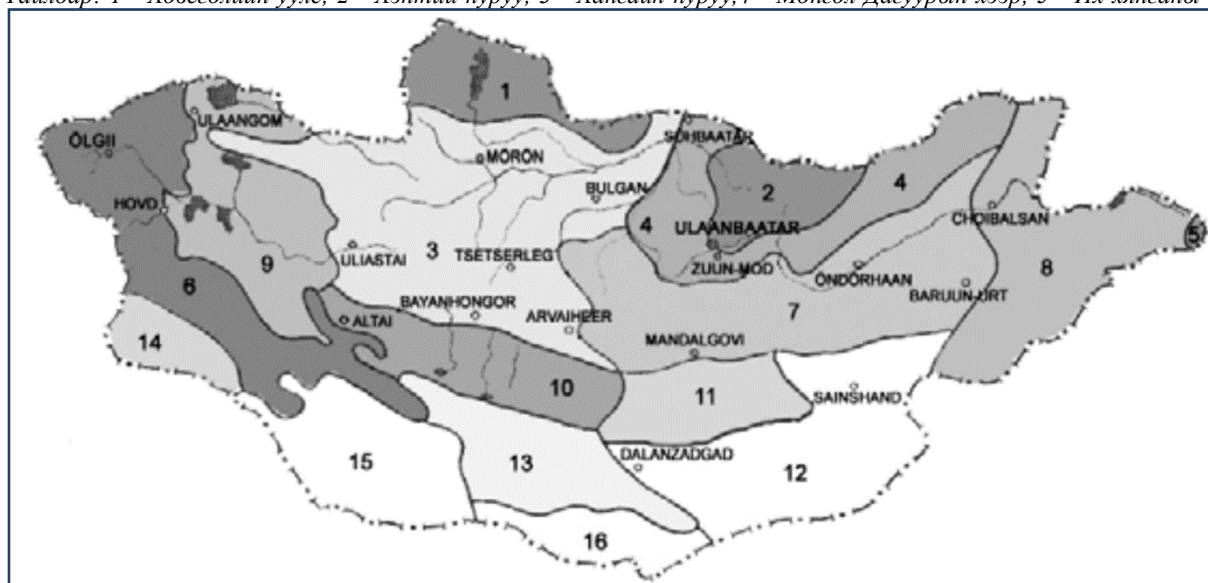 Тайлбар: 1 – Хөвсгөлийн уулс, 2 – Хэнтий нуруу, 3 – Хангайн нуруу,4 – Монгол Дагуурын хээр, 5 – Их хянганы
1
ULAANGOM
SÜHBAATAR
ÖLGII
MÖRÖN
2
4
BULGAN
HOVD
4
CHOIBALSAN
ULAANBAATAR
5
3
ULIASTAI
TSETSERLEG
ZUUN-MOD
ÖNDÖRHAAN
9
8
6
BARUUN-URT
BAYANHONGOR
ALTAI
ARVAIHEER
7
14
MANDALGOVI
10
11
SAINSHAND
15
13
DALANZADGAD
12
16